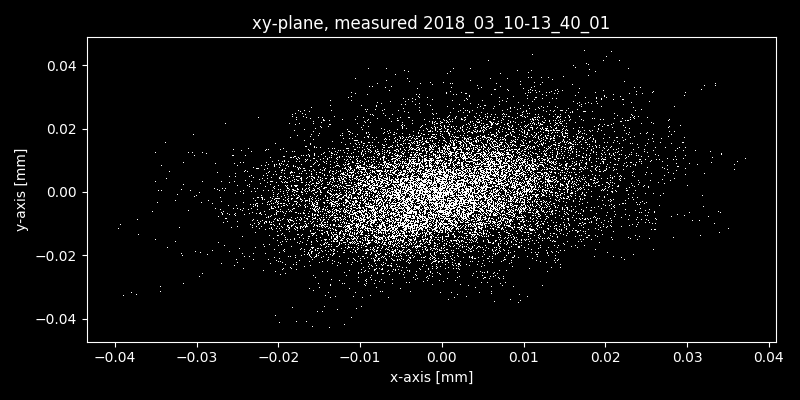 xy-plane, measured 2018_03_10-13_40_01
0.04
0.02
0.00
−0.02
−0.04
y-axis [mm]
−0.04 −0.03 −0.02 −0.01 0.00 0.01 0.02 0.03 0.04
x-axis [mm]